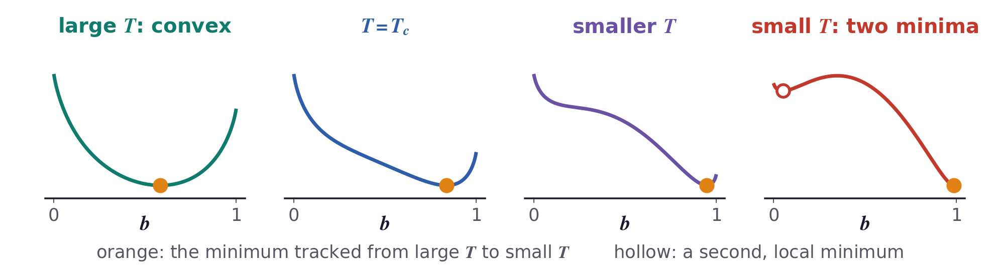 large T: convex
T = T_c
smaller T
small T: two minima
0 1
b
0 1
b
0 1
b
0 1
b
orange: the minimum tracked from large T to small T
hollow: a second, local minimum